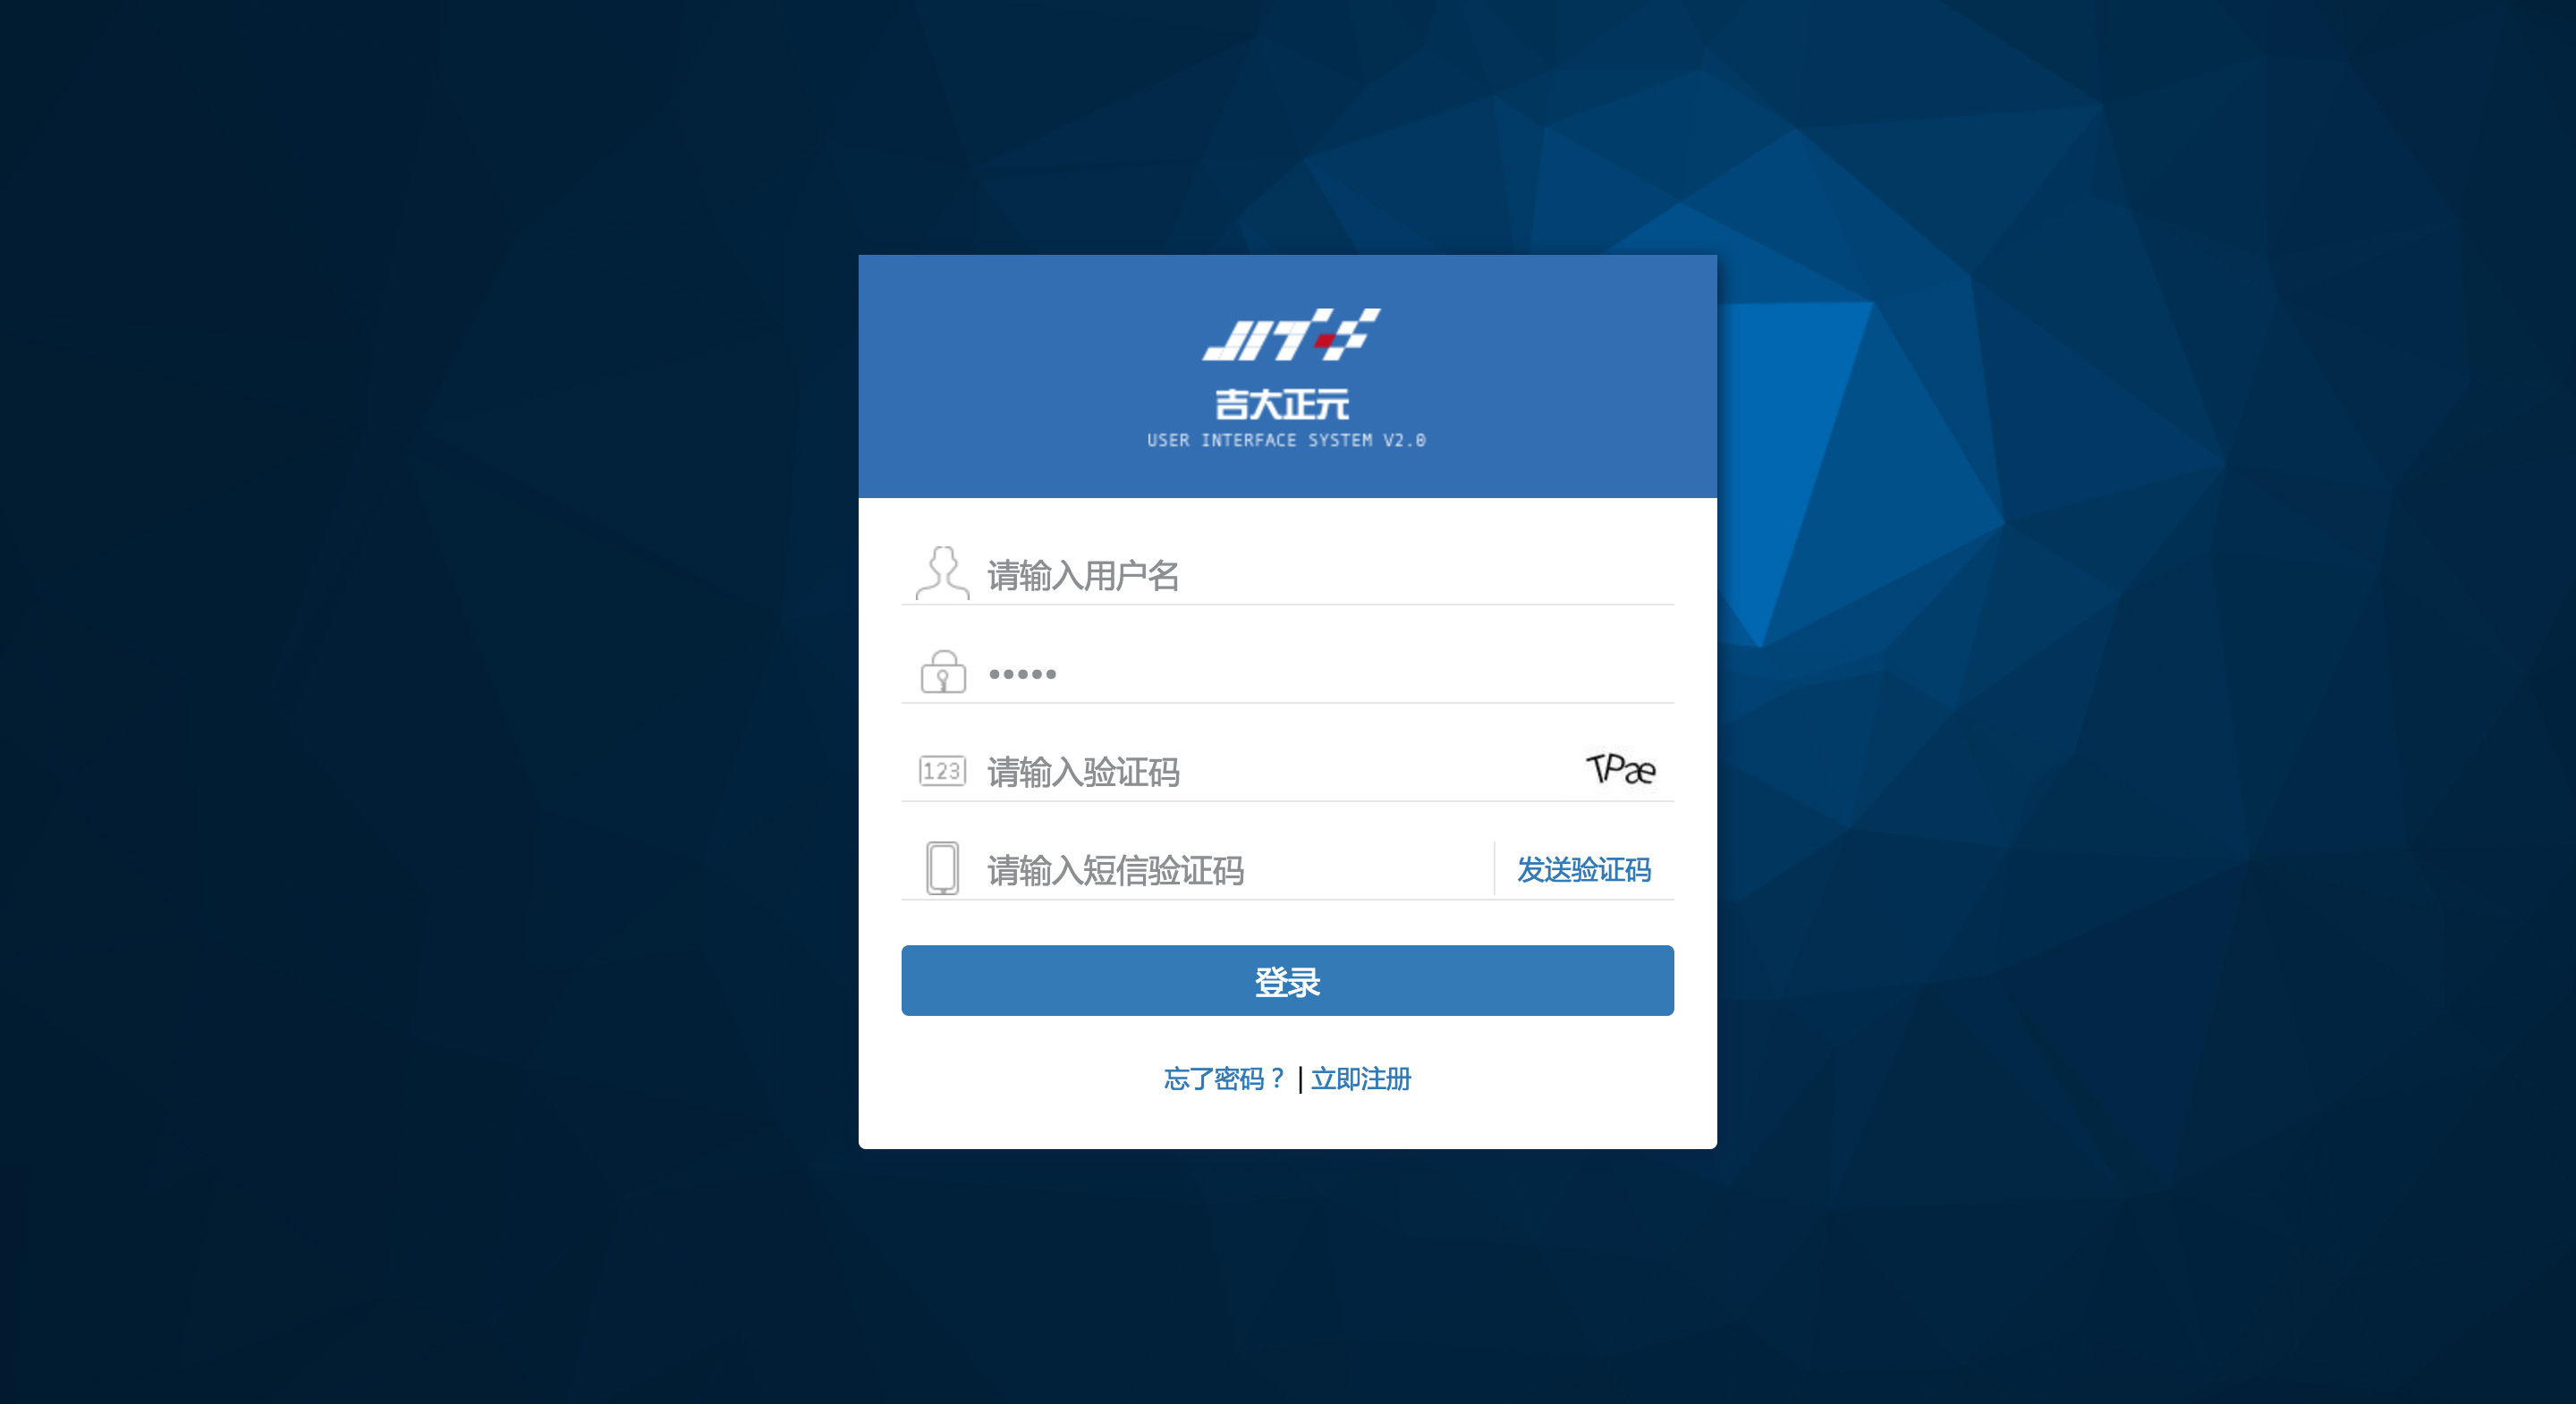 JIT
吉大正元
USER INTERFACE SYSTEM V2.0
请输入用户名
•••••
123 请输入验证码 TPae
请输入短信验证码 发送验证码
登录
忘了密码？ | 立即注册